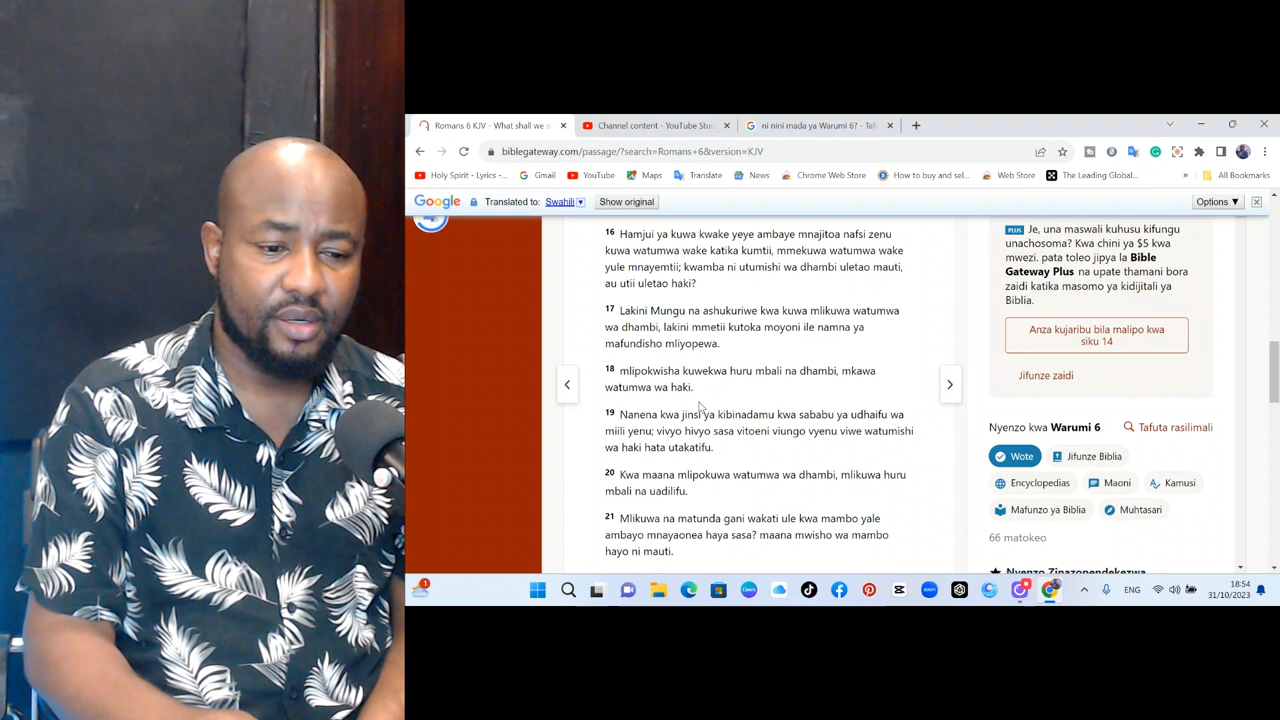 Romans 6 KJV - What shall we s
Channel content - YouTube Stud
ni nini mada ya Warumi 6? - Taf
biblegateway.com/passage/?search=Romans+6&version=KJV
Holy Spirit - Lyrics -...
Gmail
YouTube
Maps
Translate
News
Chrome Web Store
How to buy and sel...
Web Store
The Leading Global...
»
All Bookmarks
Google
Translated to: Swahili
Show original
Options ▼
16 Hamjui ya kuwa kwake yeye ambaye mnajitoa nafsi zenu
kuwa watumwa wake katika kumtii, mmekuwa watumwa wake
yule mnayemtii; kwamba ni utumishi wa dhambi uletao mauti,
au utii uletao haki?
17 Lakini Mungu na ashukuriwe kwa kuwa mlikuwa watumwa
wa dhambi, lakini mmetii kutoka moyoni ile namna ya
mafundisho mliyopewa.
18 mlipokwisha kuwekwa huru mbali na dhambi, mkawa
watumwa wa haki.
19 Nanena kwa jinsi ya kibinadamu kwa sababu ya udhaifu wa
miili yenu; vivyo hivyo sasa vitoeni viungo vyenu viwe watumishi
wa haki hata utakatifu.
20 Kwa maana mlipokuwa watumwa wa dhambi, mlikuwa huru
mbali na uadilifu.
21 Mlikuwa na matunda gani wakati ule kwa mambo yale
ambayo mnayaonea haya sasa? maana mwisho wa mambo
hayo ni mauti.
PLUS Je, una maswali kuhusu kifungu
unachosoma? Kwa chini ya $5 kwa
mwezi. pata toleo jipya la Bible
Gateway Plus na upate thamani bora
zaidi katika masomo ya kidijitali ya
Biblia.
Anza kujaribu bila malipo kwa
siku 14
Jifunze zaidi
Nyenzo kwa Warumi 6
Tafuta rasilimali
Wote
Jifunze Biblia
Encyclopedias
Maoni
Kamusi
Mafunzo ya Biblia
Muhtasari
66 matokeo
Nyenzo Zinazopendekezwa
1
zoom
ENG
18:54
31/10/2023